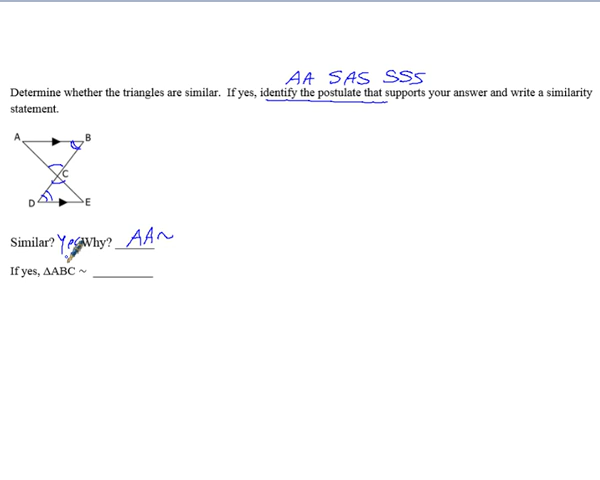 AA SAS SSS
Determine whether the triangles are similar. If yes, identify the postulate that supports your answer and write a similarity
statement.
A B
C
D E
Similar? Yes Why? AA~
If yes, ΔABC ~ ________